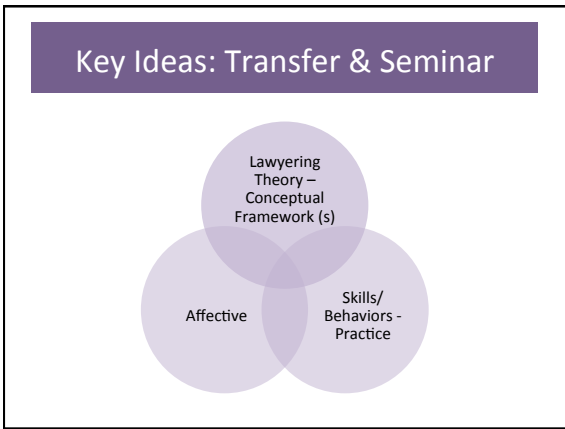 Key Ideas: Transfer & Seminar
Lawyering
Theory –
Conceptual
Framework (s)
Affective
Skills/
Behaviors -
Practice